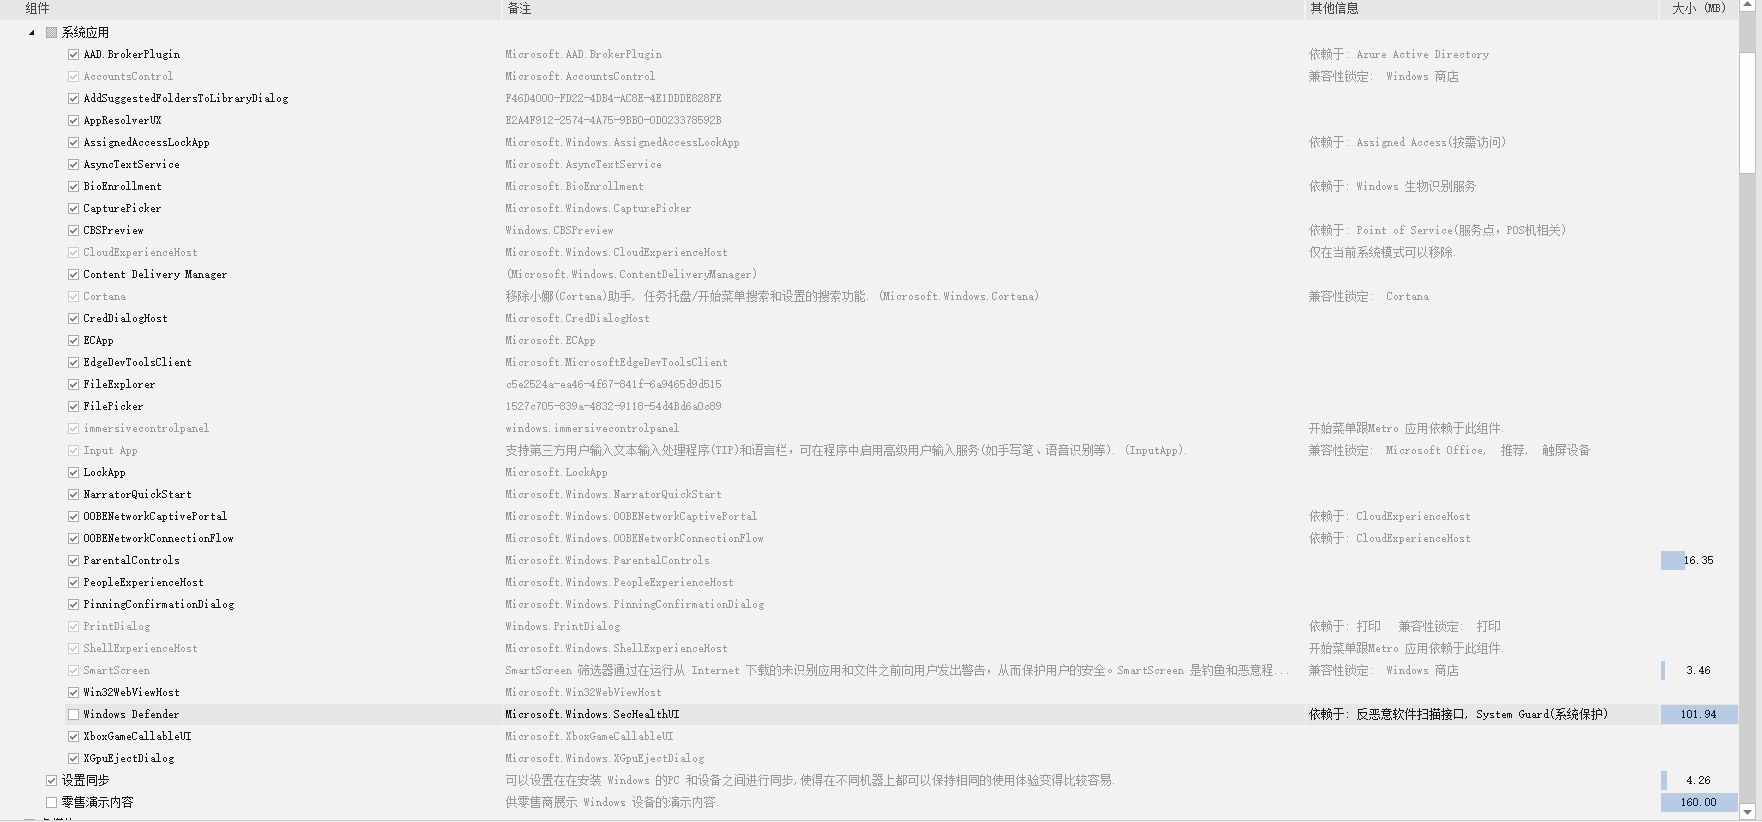 组件 备注 其他信息 大小 (MB)
系统应用
AAD.BrokerPlugin Microsoft.AAD.BrokerPlugin 依赖于: Azure Active Directory
AccountsControl Microsoft.AccountsControl 兼容性锁定: Windows 商店
AddSuggestedFoldersToLibraryDialog F46D4000-FD22-4DB4-AC8E-4E1DDDE828FE
AppResolverUX E2A4F912-2574-4A75-9BB0-0D023378592B
AssignedAccessLockApp Microsoft.Windows.AssignedAccessLockApp 依赖于: Assigned Access(按需访问)
AsyncTextService Microsoft.AsyncTextService
BioEnrollment Microsoft.BioEnrollment 依赖于: Windows 生物识别服务
CapturePicker Microsoft.Windows.CapturePicker
CBSPreview Windows.CBSPreview 依赖于: Point of Service(服务点，POS机相关)
CloudExperienceHost Microsoft.Windows.CloudExperienceHost 仅在当前系统模式可以移除.
Content Delivery Manager (Microsoft.Windows.ContentDeliveryManager)
Cortana 移除小娜(Cortana)助手, 任务托盘/开始菜单搜索和设置的搜索功能. (Microsoft.Windows.Cortana) 兼容性锁定: Cortana
CredDialogHost Microsoft.CredDialogHost
ECApp Microsoft.ECApp
EdgeDevToolsClient Microsoft.MicrosoftEdgeDevToolsClient
FileExplorer c5e2524a-ea46-4f67-841f-6a9465d9d515
FilePicker 1527c705-839a-4832-9118-54d4Bd6a0c89
immersivecontrolpanel windows.immersivecontrolpanel 开始菜单跟Metro 应用依赖于此组件.
Input App 支持第三方用户输入文本输入处理程序(TIP)和语言栏，可在程序中启用高级用户输入服务(如手写笔、语音识别等). (InputApp). 兼容性锁定: Microsoft Office, 推荐, 触屏设备
LockApp Microsoft.LockApp
NarratorQuickStart Microsoft.Windows.NarratorQuickStart
OOBENetworkCaptivePortal Microsoft.Windows.OOBENetworkCaptivePortal 依赖于: CloudExperienceHost
OOBENetworkConnectionFlow Microsoft.Windows.OOBENetworkConnectionFlow 依赖于: CloudExperienceHost
ParentalControls Microsoft.Windows.ParentalControls 16.35
PeopleExperienceHost Microsoft.Windows.PeopleExperienceHost
PinningConfirmationDialog Microsoft.Windows.PinningConfirmationDialog
PrintDialog Windows.PrintDialog 依赖于: 打印 兼容性锁定: 打印
ShellExperienceHost Microsoft.Windows.ShellExperienceHost 开始菜单跟Metro 应用依赖于此组件.
SmartScreen SmartScreen 筛选器通过在运行从 Internet 下载的未识别应用和文件之前向用户发出警告，从而保护用户的安全。SmartScreen 是钓鱼和恶意程... 兼容性锁定: Windows 商店 3.46
Win32WebViewHost Microsoft.Win32WebViewHost
Windows Defender Microsoft.Windows.SecHealthUI 依赖于: 反恶意软件扫描接口, System Guard(系统保护) 101.94
XboxGameCallableUI Microsoft.XboxGameCallableUI
XGpuEjectDialog Microsoft.Windows.XGpuEjectDialog
设置同步 可以设置在在安装 Windows 的PC 和设备之间进行同步,使得在不同机器上都可以保持相同的使用体验变得比较容易. 4.26
零售演示内容 供零售商展示 Windows 设备的演示内容. 160.00